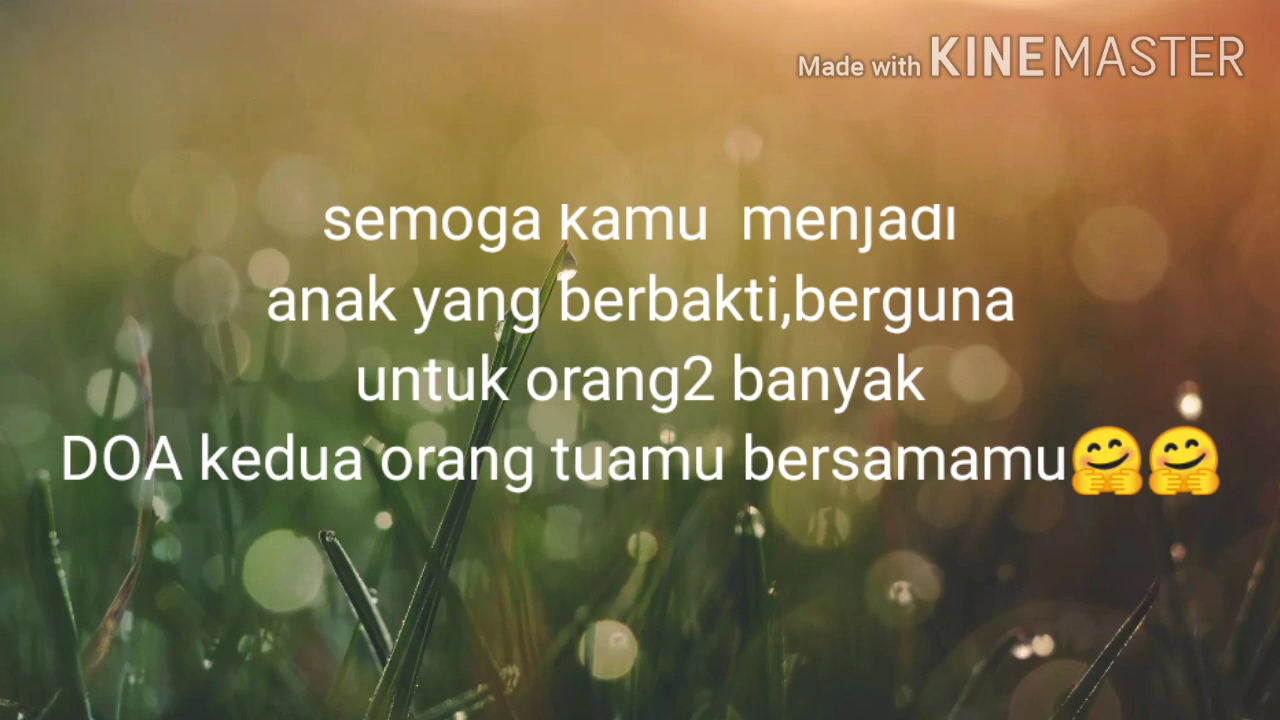 Made with KINEMASTER
semoga kamu menjadi
anak yang berbakti,berguna
untuk orang2 banyak
DOA kedua orang tuamu bersamamu🤗🤗